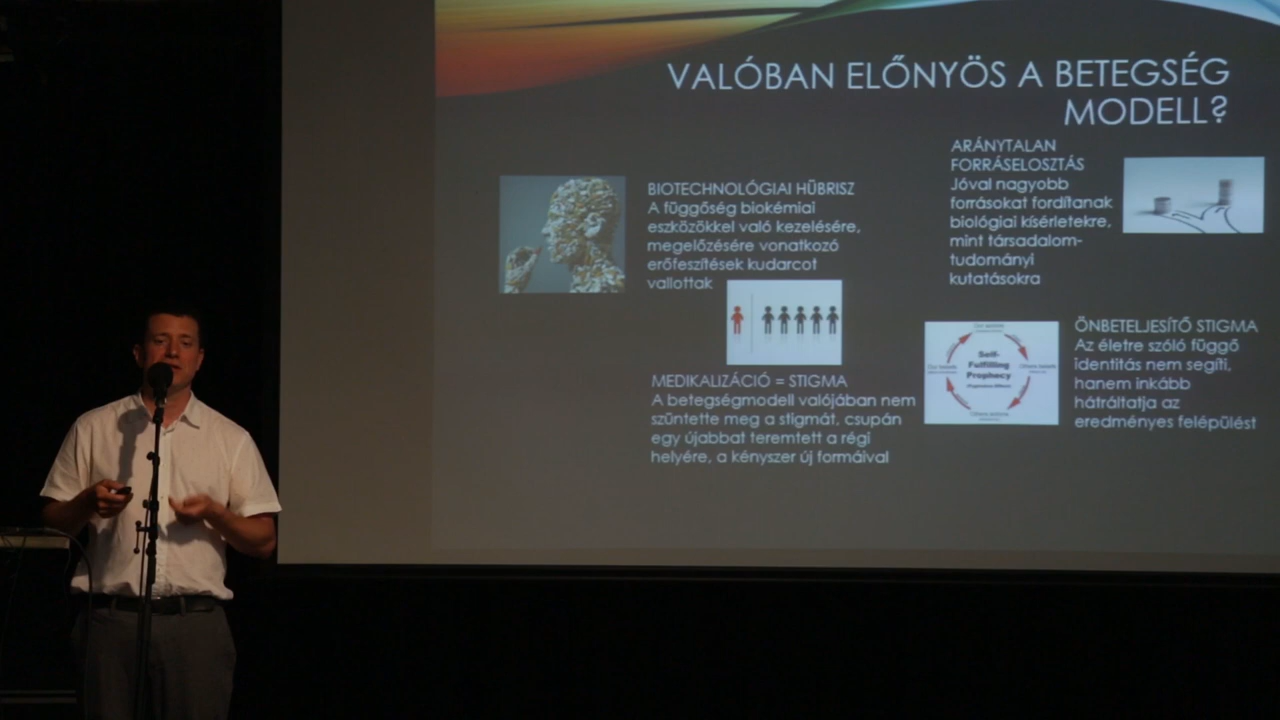 VALÓBAN ELŐNYÖS A BETEGSÉG
MODELL?
BIOTECHNOLÓGIAI HÜBRISZ
A függőség biokémiai
eszközökkel való kezelésére,
megelőzésére vonatkozó
erőfeszítések kudarcot
vallottak
MEDIKALIZÁCIÓ = STIGMA
A betegségmodell valójában nem
szüntette meg a stigmát, csupán
egy újabbat teremtett a régi
helyére, a kényszer új formáival
ARÁNYTALAN
FORRÁSELOSZTÁS
Jóval nagyobb
forrásokat fordítanak
biológiai kísérletekre,
mint társadalom-
tudományi
kutatásokra
Self-
Fulfilling
Prophecy
ÖNBETELJESÍTŐ STIGMA
Az életre szóló függő
identitás nem segíti,
hanem inkább
hátráltatja az
eredményes felépülést